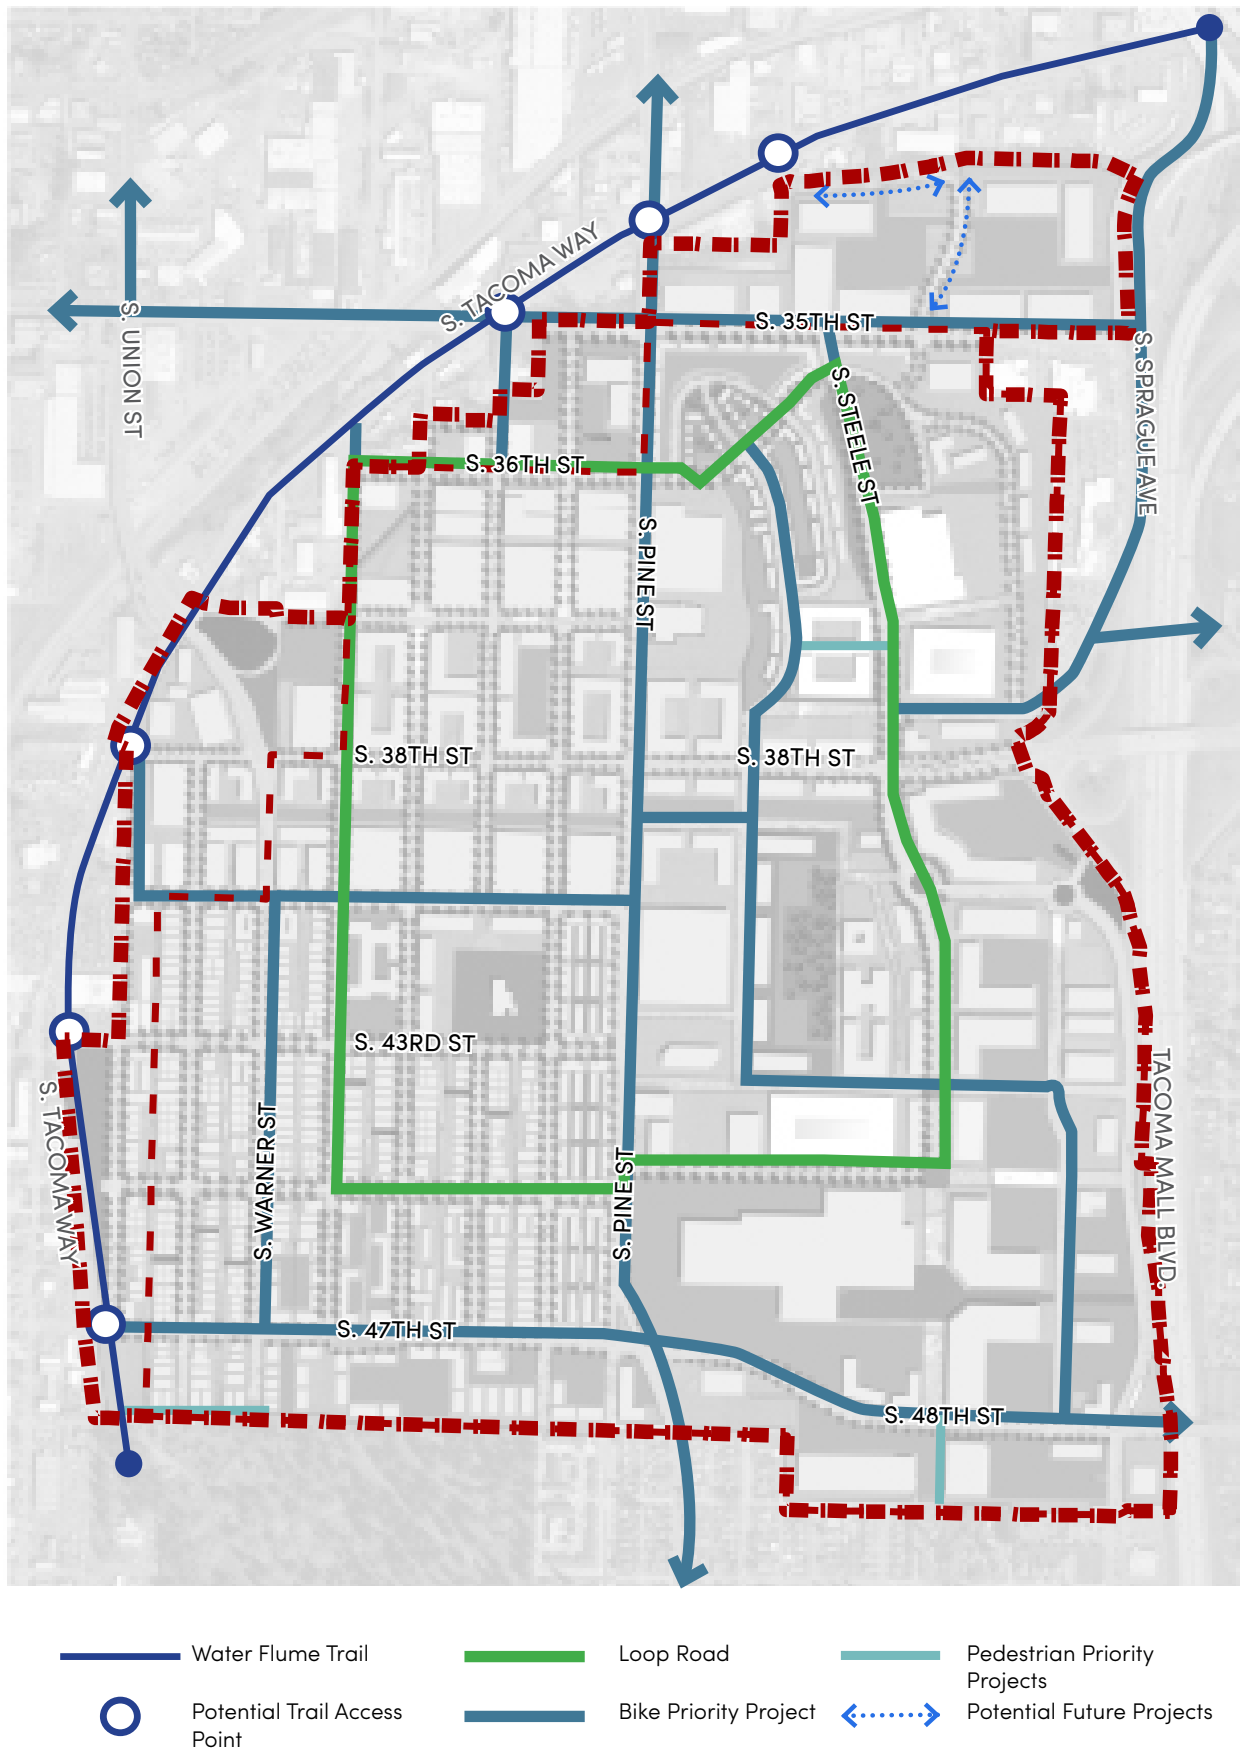 S. TACOMA WAY
S. UNION ST
S. 35TH ST
S. SPRAGUE AVE
S. STEELE ST
S. 36TH ST
S. PINE ST
S. 38TH ST
S. 38TH ST
S. 43RD ST
S. TACOMA WAY
TACOMA MALL BLVD.
S. WARNER ST
S. PINE ST
S. 47TH ST
S. 48TH ST
Water Flume Trail
Loop Road
Pedestrian Priority
Projects
Potential Trail Access
Point
Bike Priority Project
Potential Future Projects